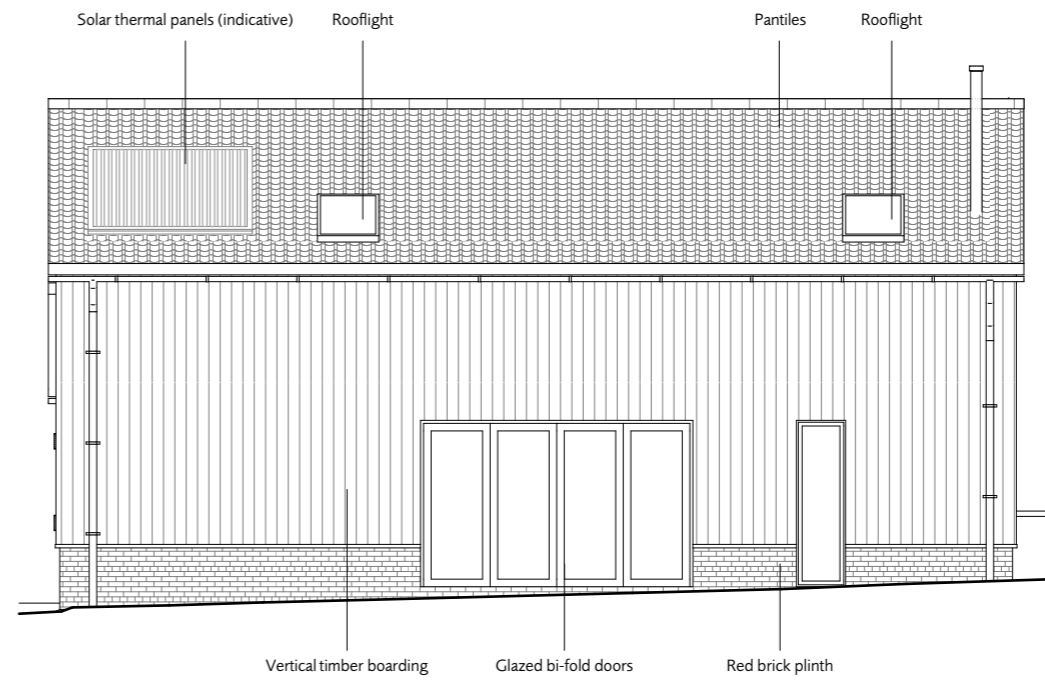 Solar thermal panels (indicative)
Rooflight
Pantiles
Rooflight
Vertical timber boarding
Glazed bi-fold doors
Red brick plinth